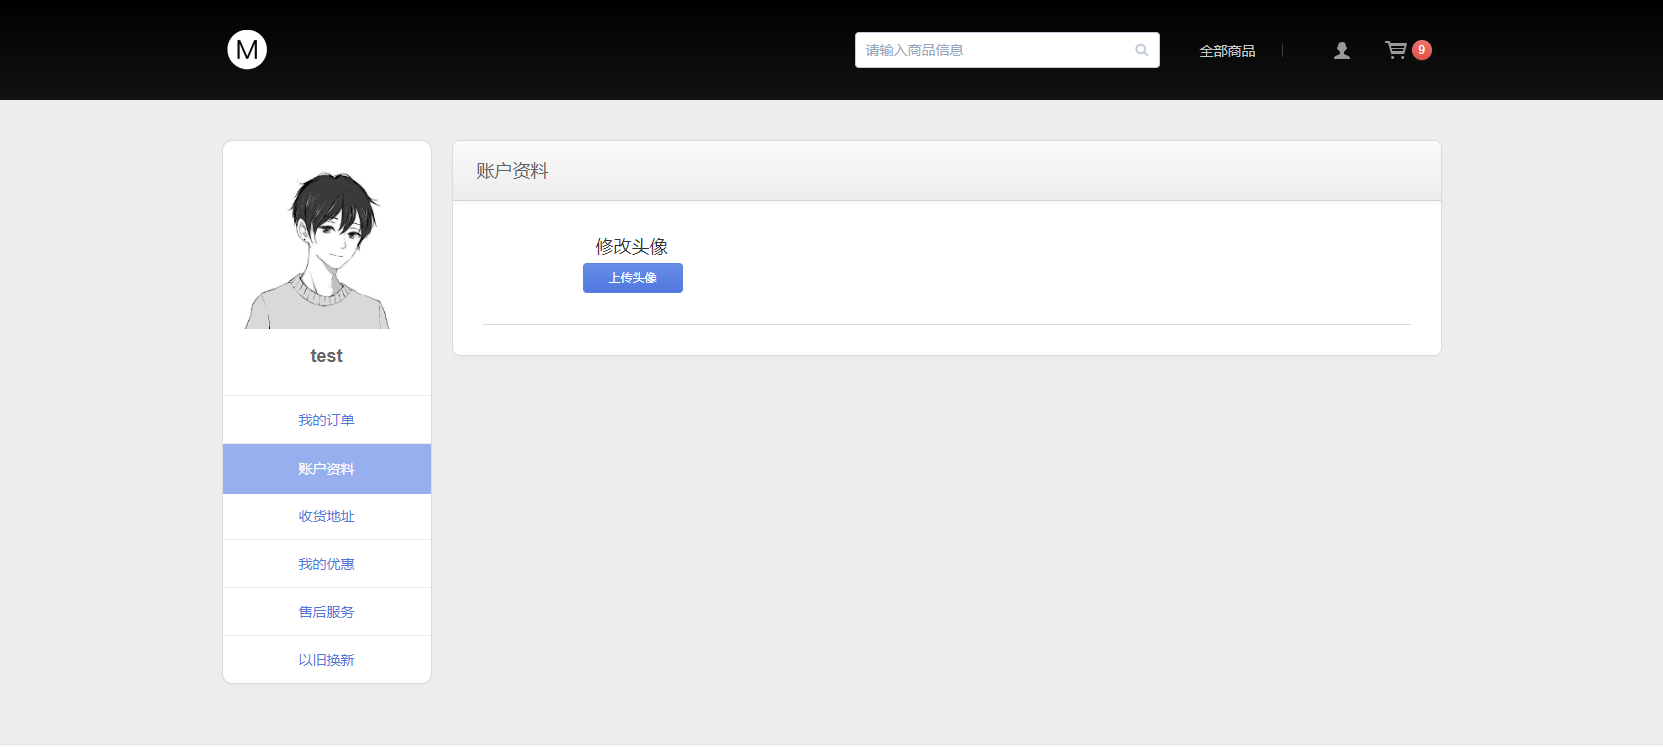 M
请输入商品信息
全部商品
9
test
我的订单
账户资料
收货地址
我的优惠
售后服务
以旧换新
账户资料
修改头像
上传头像